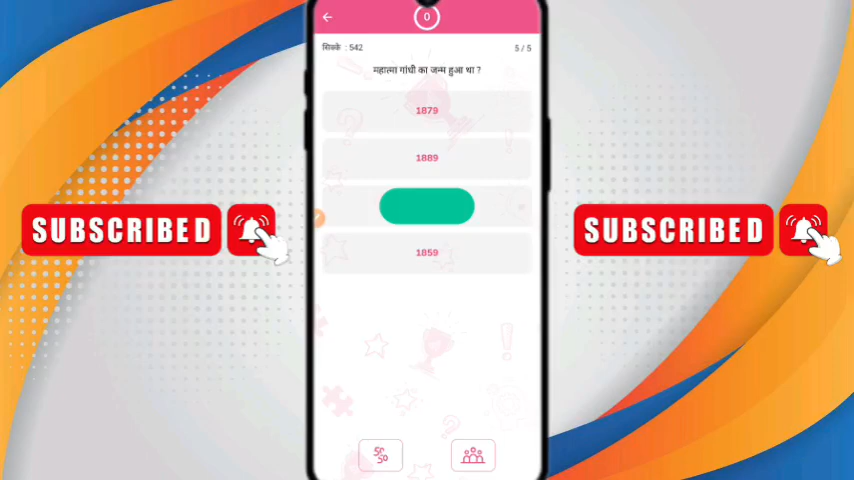 0
सिक्के : 542
5 / 5
महात्मा गांधी का जन्म हुआ था ?
1879
1889
1859
SUBSCRIBED
SUBSCRIBED
50
50